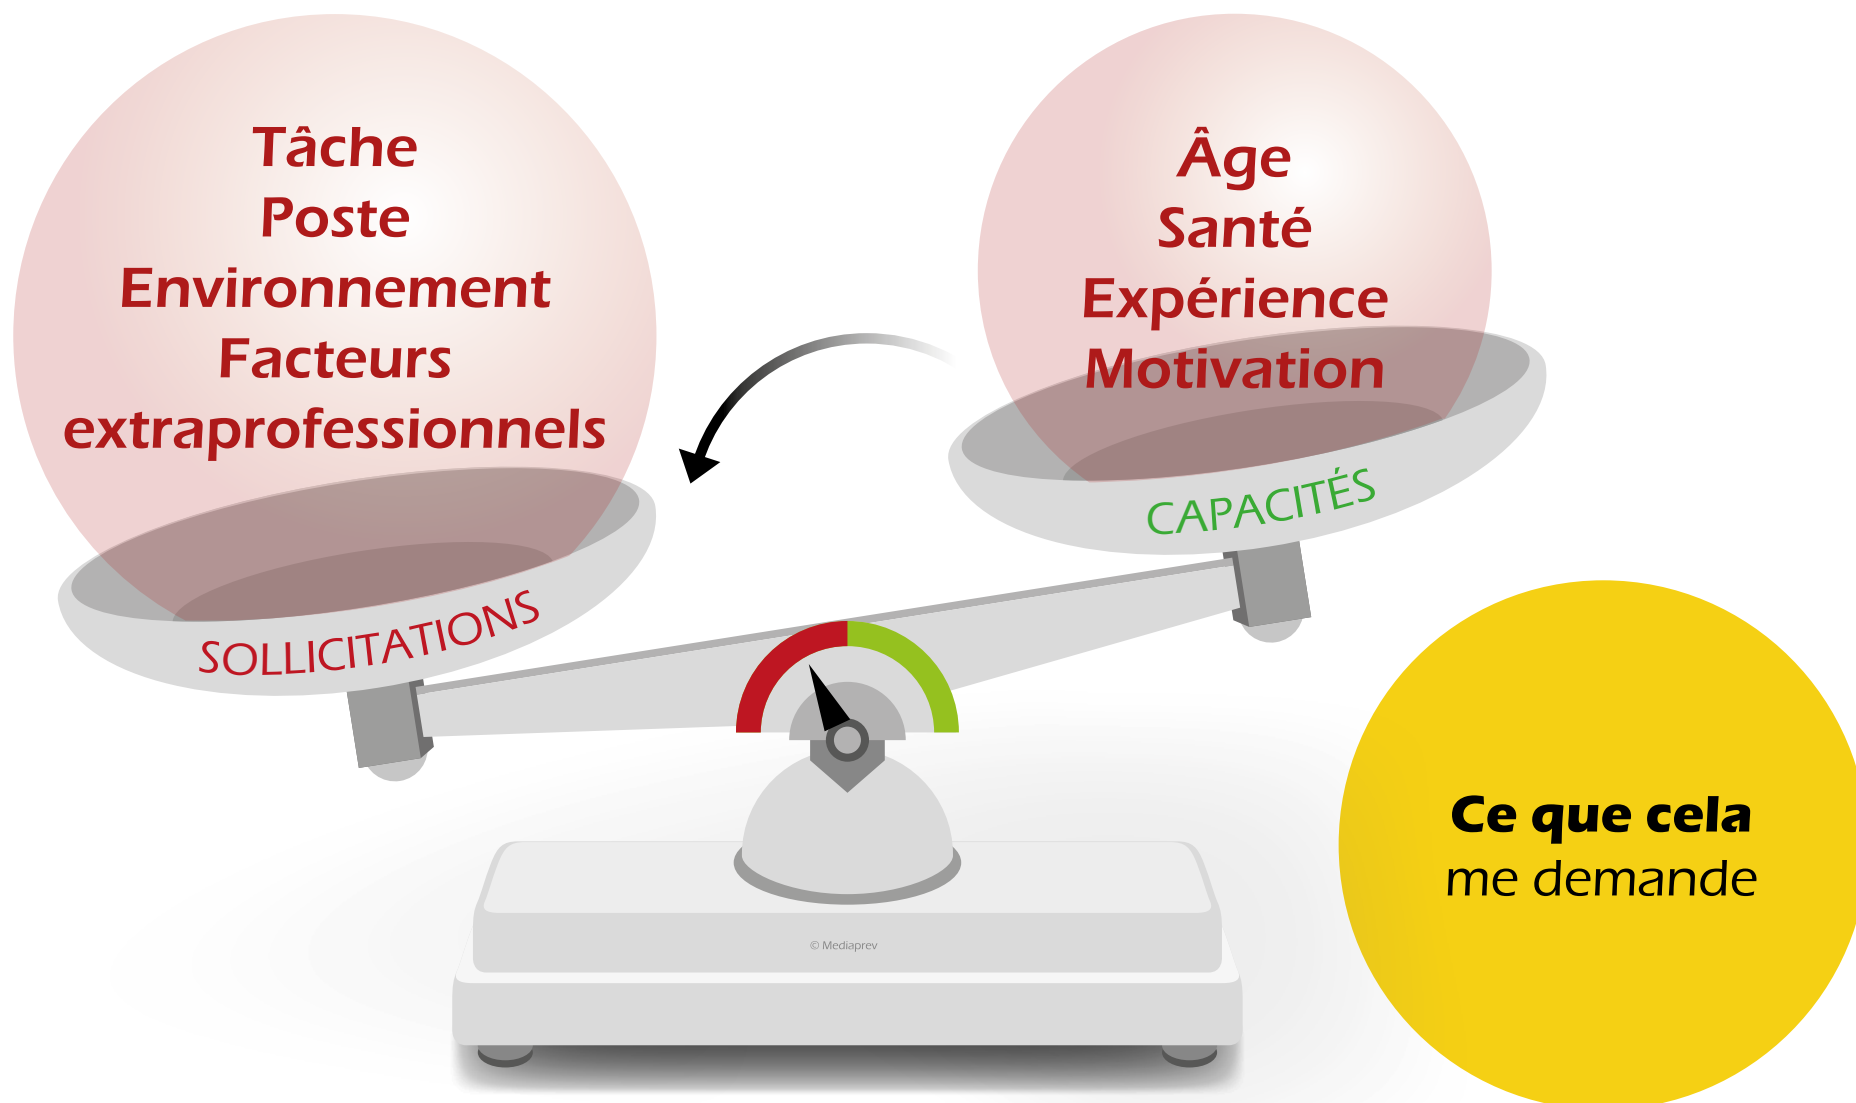 Tâche
Poste
Environnement
Facteurs
extraprofessionnels
SOLLICITATIONS
Âge
Santé
Expérience
Motivation
CAPACITÉS
Ce que cela
me demande
© Mediaprev